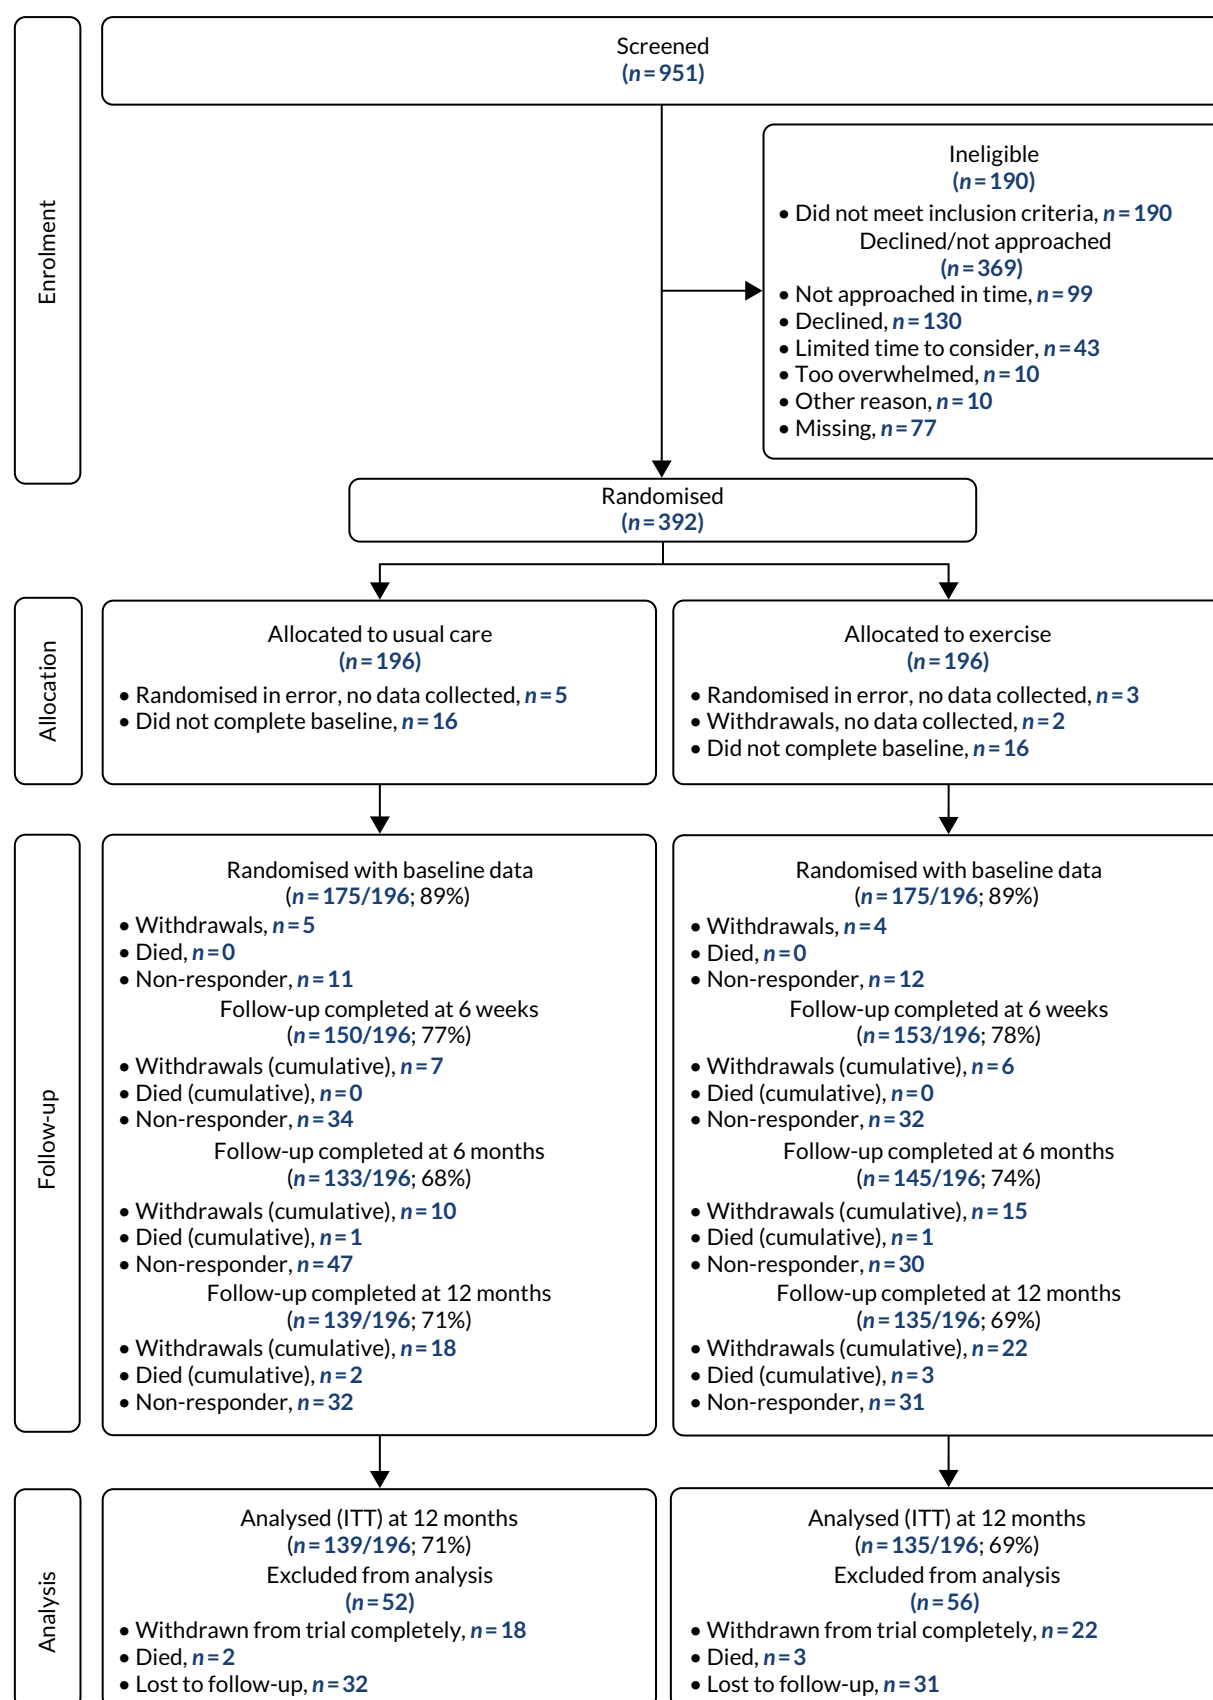 Enrolment
Screened
(n=951)
Ineligible
(n=190)
• Did not meet inclusion criteria, n=190
Declined/not approached
(n=369)
• Not approached in time, n=99
• Declined, n=130
• Limited time to consider, n=43
• Too overwhelmed, n=10
• Other reason, n=10
• Missing, n=77
Randomised
(n=392)
Allocation
Allocated to usual care
(n=196)
• Randomised in error, no data collected, n=5
• Did not complete baseline, n=16
Allocated to exercise
(n=196)
• Randomised in error, no data collected, n=3
• Withdrawals, no data collected, n=2
• Did not complete baseline, n=16
Follow-up
Randomised with baseline data
(n=175/196; 89%)
• Withdrawals, n=5
• Died, n=0
• Non-responder, n=11
Follow-up completed at 6 weeks
(n=150/196; 77%)
• Withdrawals (cumulative), n=7
• Died (cumulative), n=0
• Non-responder, n=34
Follow-up completed at 6 months
(n=133/196; 68%)
• Withdrawals (cumulative), n=10
• Died (cumulative), n=1
• Non-responder, n=47
Follow-up completed at 12 months
(n=139/196; 71%)
• Withdrawals (cumulative), n=18
• Died (cumulative), n=2
• Non-responder, n=32
Randomised with baseline data
(n=175/196; 89%)
• Withdrawals, n=4
• Died, n=0
• Non-responder, n=12
Follow-up completed at 6 weeks
(n=153/196; 78%)
• Withdrawals (cumulative), n=6
• Died (cumulative), n=0
• Non-responder, n=32
Follow-up completed at 6 months
(n=145/196; 74%)
• Withdrawals (cumulative), n=15
• Died (cumulative), n=1
• Non-responder, n=30
Follow-up completed at 12 months
(n=135/196; 69%)
• Withdrawals (cumulative), n=22
• Died (cumulative), n=3
• Non-responder, n=31
Analysis
Analysed (ITT) at 12 months
(n=139/196; 71%)
Excluded from analysis
(n=52)
• Withdrawn from trial completely, n=18
• Died, n=2
• Lost to follow-up, n=32
Analysed (ITT) at 12 months
(n=135/196; 69%)
Excluded from analysis
(n=56)
• Withdrawn from trial completely, n=22
• Died, n=3
• Lost to follow-up, n=31